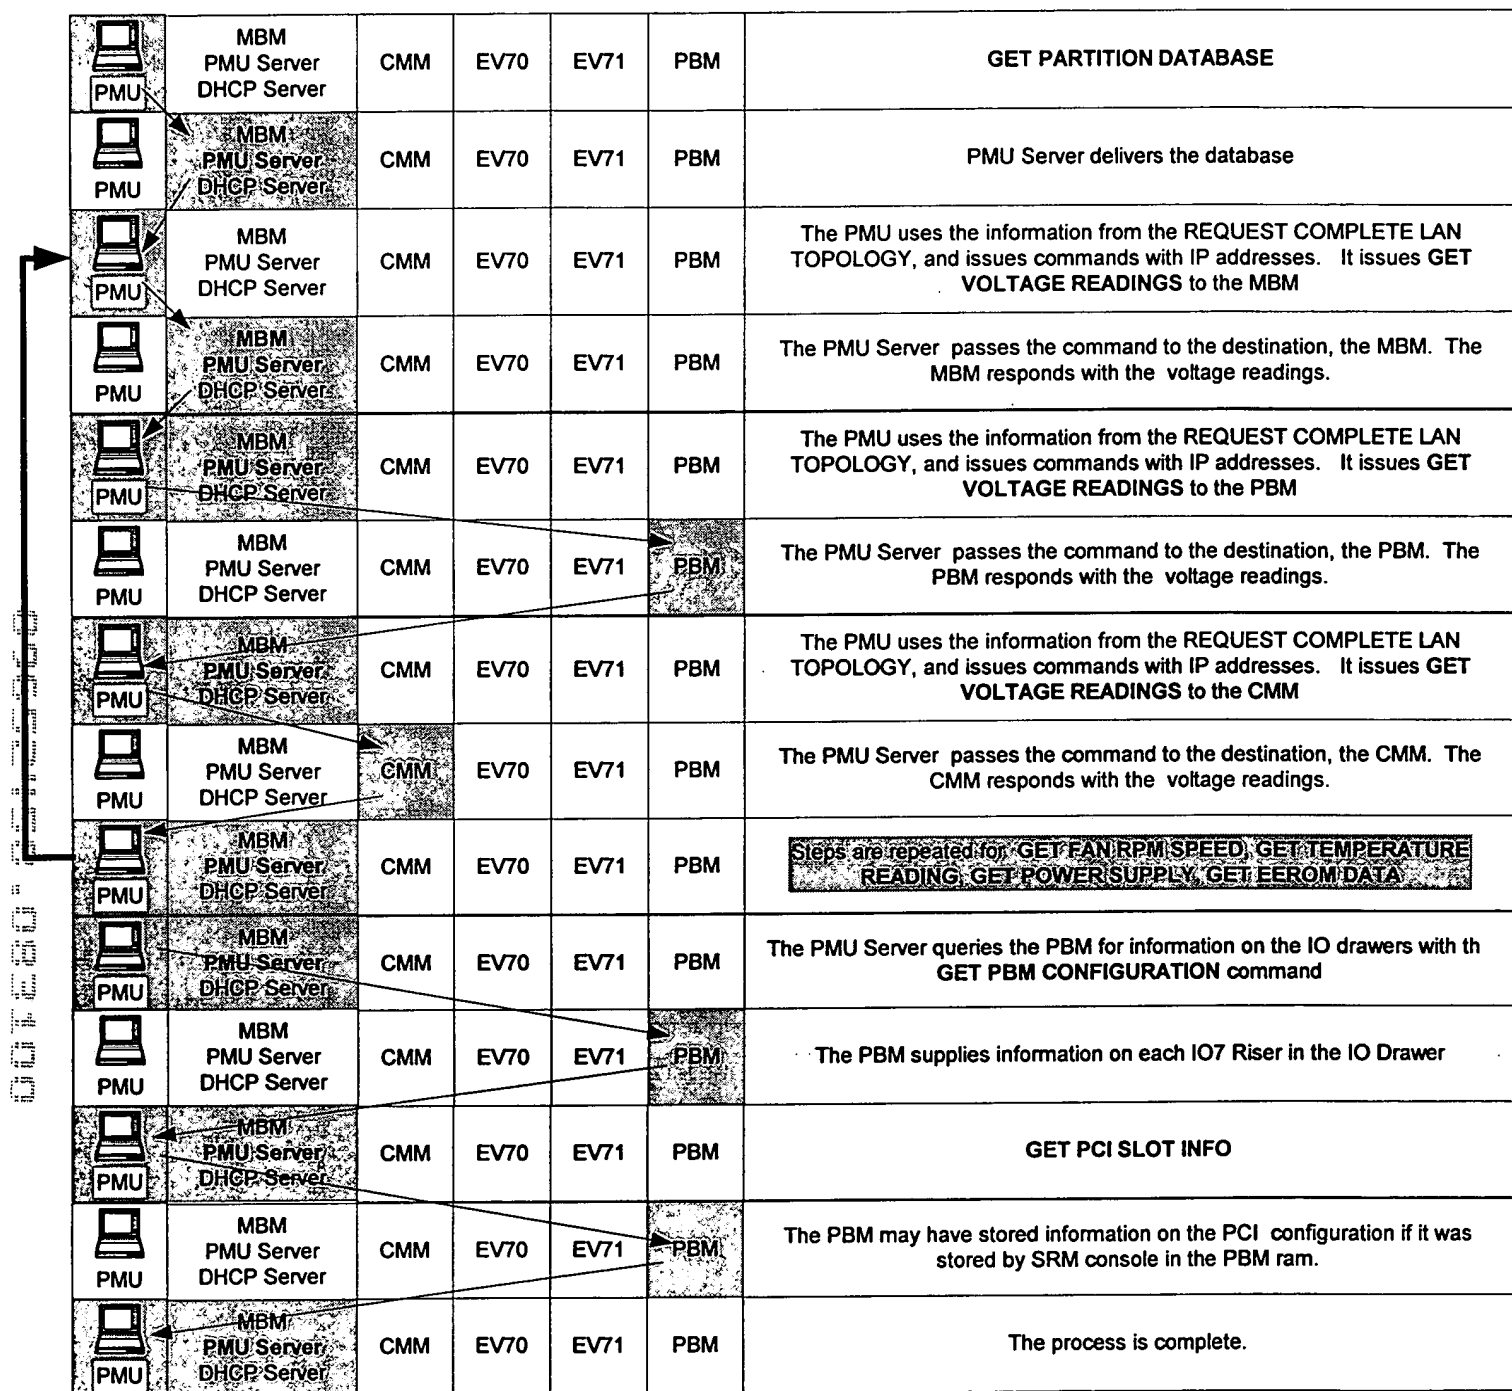 MBM
PMU Server
DHCP Server
PMU
CMM
EV70
EV71
PBM
GET PARTITION DATABASE
MBM
PMU Server
DHCP Server
PMU
CMM
EV70
EV71
PBM
PMU Server delivers the database
MBM
PMU Server
DHCP Server
PMU
CMM
EV70
EV71
PBM
The PMU uses the information from the REQUEST COMPLETE LAN
TOPOLOGY, and issues commands with IP addresses. It issues GET
VOLTAGE READINGS to the MBM
MBM
PMU Server
DHCP Server
PMU
CMM
EV70
EV71
PBM
The PMU Server passes the command to the destination, the MBM. The
MBM responds with the voltage readings.
MBM
PMU Server
DHCP Server
PMU
CMM
EV70
EV71
PBM
The PMU uses the information from the REQUEST COMPLETE LAN
TOPOLOGY, and issues commands with IP addresses. It issues GET
VOLTAGE READINGS to the PBM
MBM
PMU Server
DHCP Server
PMU
CMM
EV70
EV71
PBM
The PMU Server passes the command to the destination, the PBM. The
PBM responds with the voltage readings.
MBM
PMU Server
DHCP Server
PMU
CMM
EV70
EV71
PBM
The PMU uses the information from the REQUEST COMPLETE LAN
TOPOLOGY, and issues commands with IP addresses. It issues GET
VOLTAGE READINGS to the CMM
MBM
PMU Server
DHCP Server
PMU
CMM
EV70
EV71
PBM
The PMU Server passes the command to the destination, the CMM. The
CMM responds with the voltage readings.
MBM
PMU Server
DHCP Server
PMU
CMM
EV70
EV71
PBM
Steps are repeated for GET FAN RPM SPEED, GET TEMPERATURE
READING, GET POWER SUPPLY, GET EEROM DATA
MBM
PMU Server
DHCP Server
PMU
CMM
EV70
EV71
PBM
The PMU Server queries the PBM for information on the IO drawers with th
GET PBM CONFIGURATION command
MBM
PMU Server
DHCP Server
PMU
CMM
EV70
EV71
PBM
The PBM supplies information on each IO7 Riser in the IO Drawer
MBM
PMU Server
DHCP Server
PMU
CMM
EV70
EV71
PBM
GET PCI SLOT INFO
MBM
PMU Server
DHCP Server
PMU
CMM
EV70
EV71
PBM
The PBM may have stored information on the PCI configuration if it was
stored by SRM console in the PBM ram.
MBM
PMU Server
DHCP Server
PMU
CMM
EV70
EV71
PBM
The process is complete.